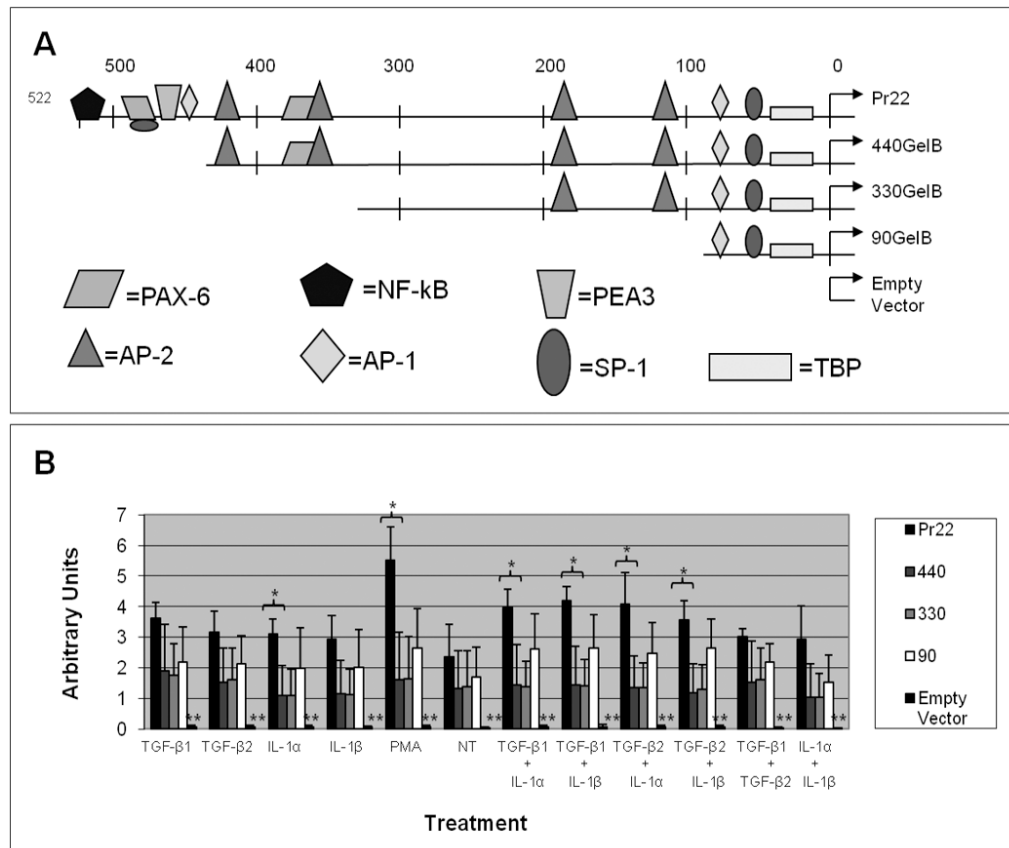 A
500 400 300 200 100 0
522
Pr22
440GelB
330GelB
90GelB
Empty
Vector
=PAX-6 =NF-kB =PEA3
=AP-2 =AP-1 =SP-1 =TBP
B
Arbitrary Units
7
6
5
4
3
2
1
0
* * * * * *
** ** ** ** ** ** ** ** ** ** ** **
TGF-β1 TGF-β2 IL-1α IL-1β PMA NT TGF-β1 TGF-β1 TGF-β2 TGF-β2 TGF-β1 IL-1α
+ + + + + +
IL-1α IL-1β IL-1α IL-1β TGF-β2 IL-1β
Treatment
Pr22
440
330
90
Empty
Vector